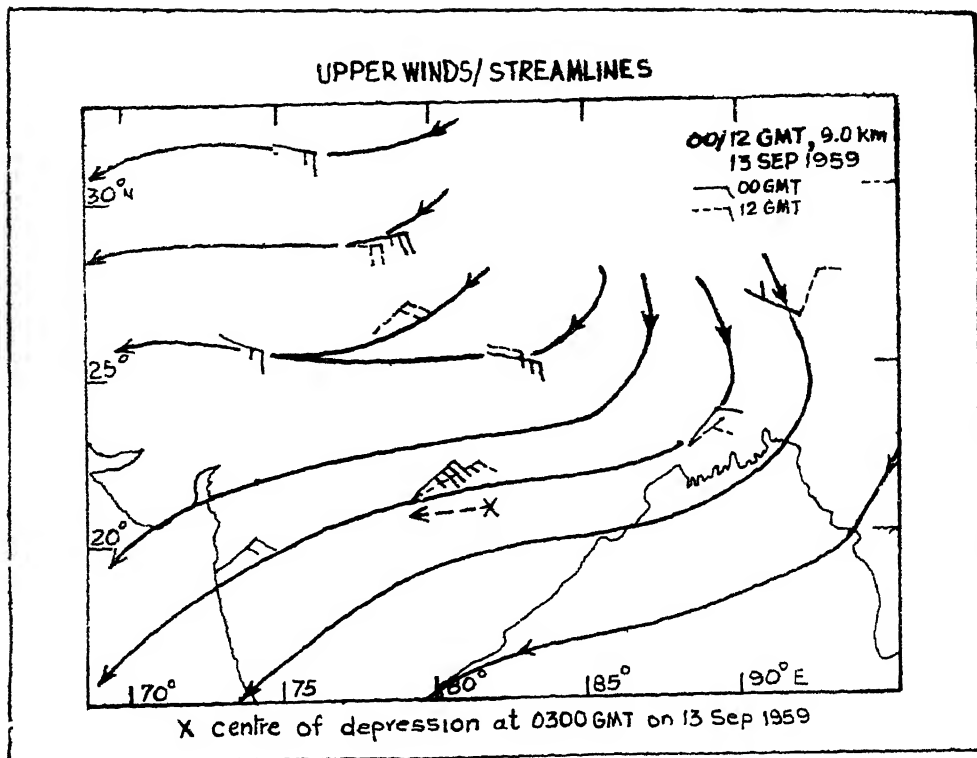 UPPER WINDS/ STREAMLINES
00/12 GMT, 9.0 km
13 SEP 1959
00 GMT
12 GMT
30°N
25°
20°
170° 175 180° 185° 190° E
X centre of depression at 0300 GMT on 13 Sep 1959